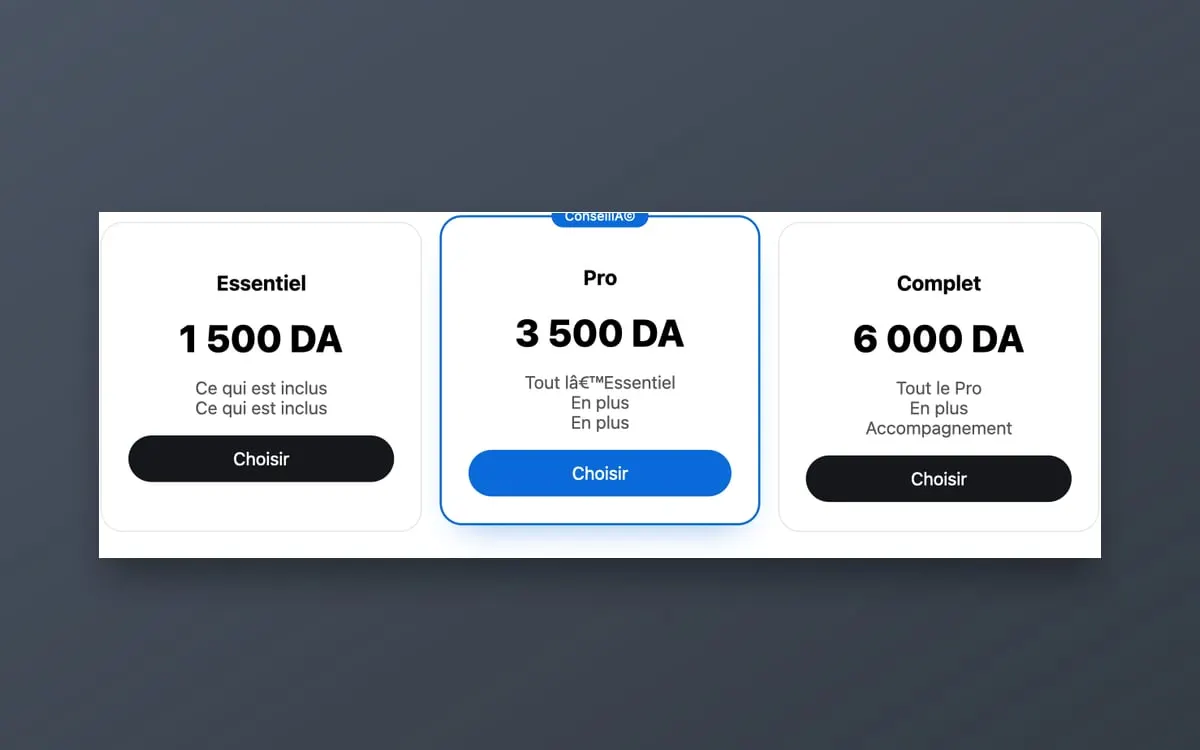 Essentiel
1 500 DA
Ce qui est inclus
Ce qui est inclus
Choisir
ConseillÃ©
Pro
3 500 DA
Tout lâ€™Essentiel
En plus
En plus
Choisir
Complet
6 000 DA
Tout le Pro
En plus
Accompagnement
Choisir